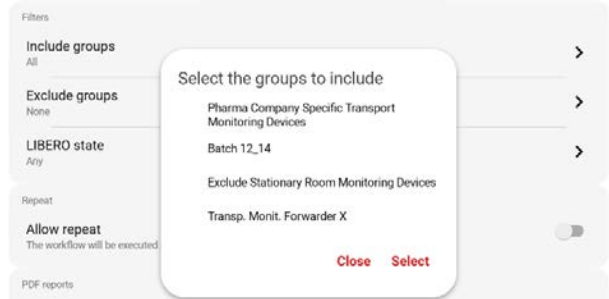 Filters
Include groups
All
Exclude groups
None
LIBERO state
Any
Repeat
Allow repeat
The workflow will be executed
PDF reports
Select the groups to include
Pharma Company Specific Transport
Monitoring Devices
Batch 12_14
Exclude Stationary Room Monitoring Devices
Transp. Monit. Forwarder X
Close Select